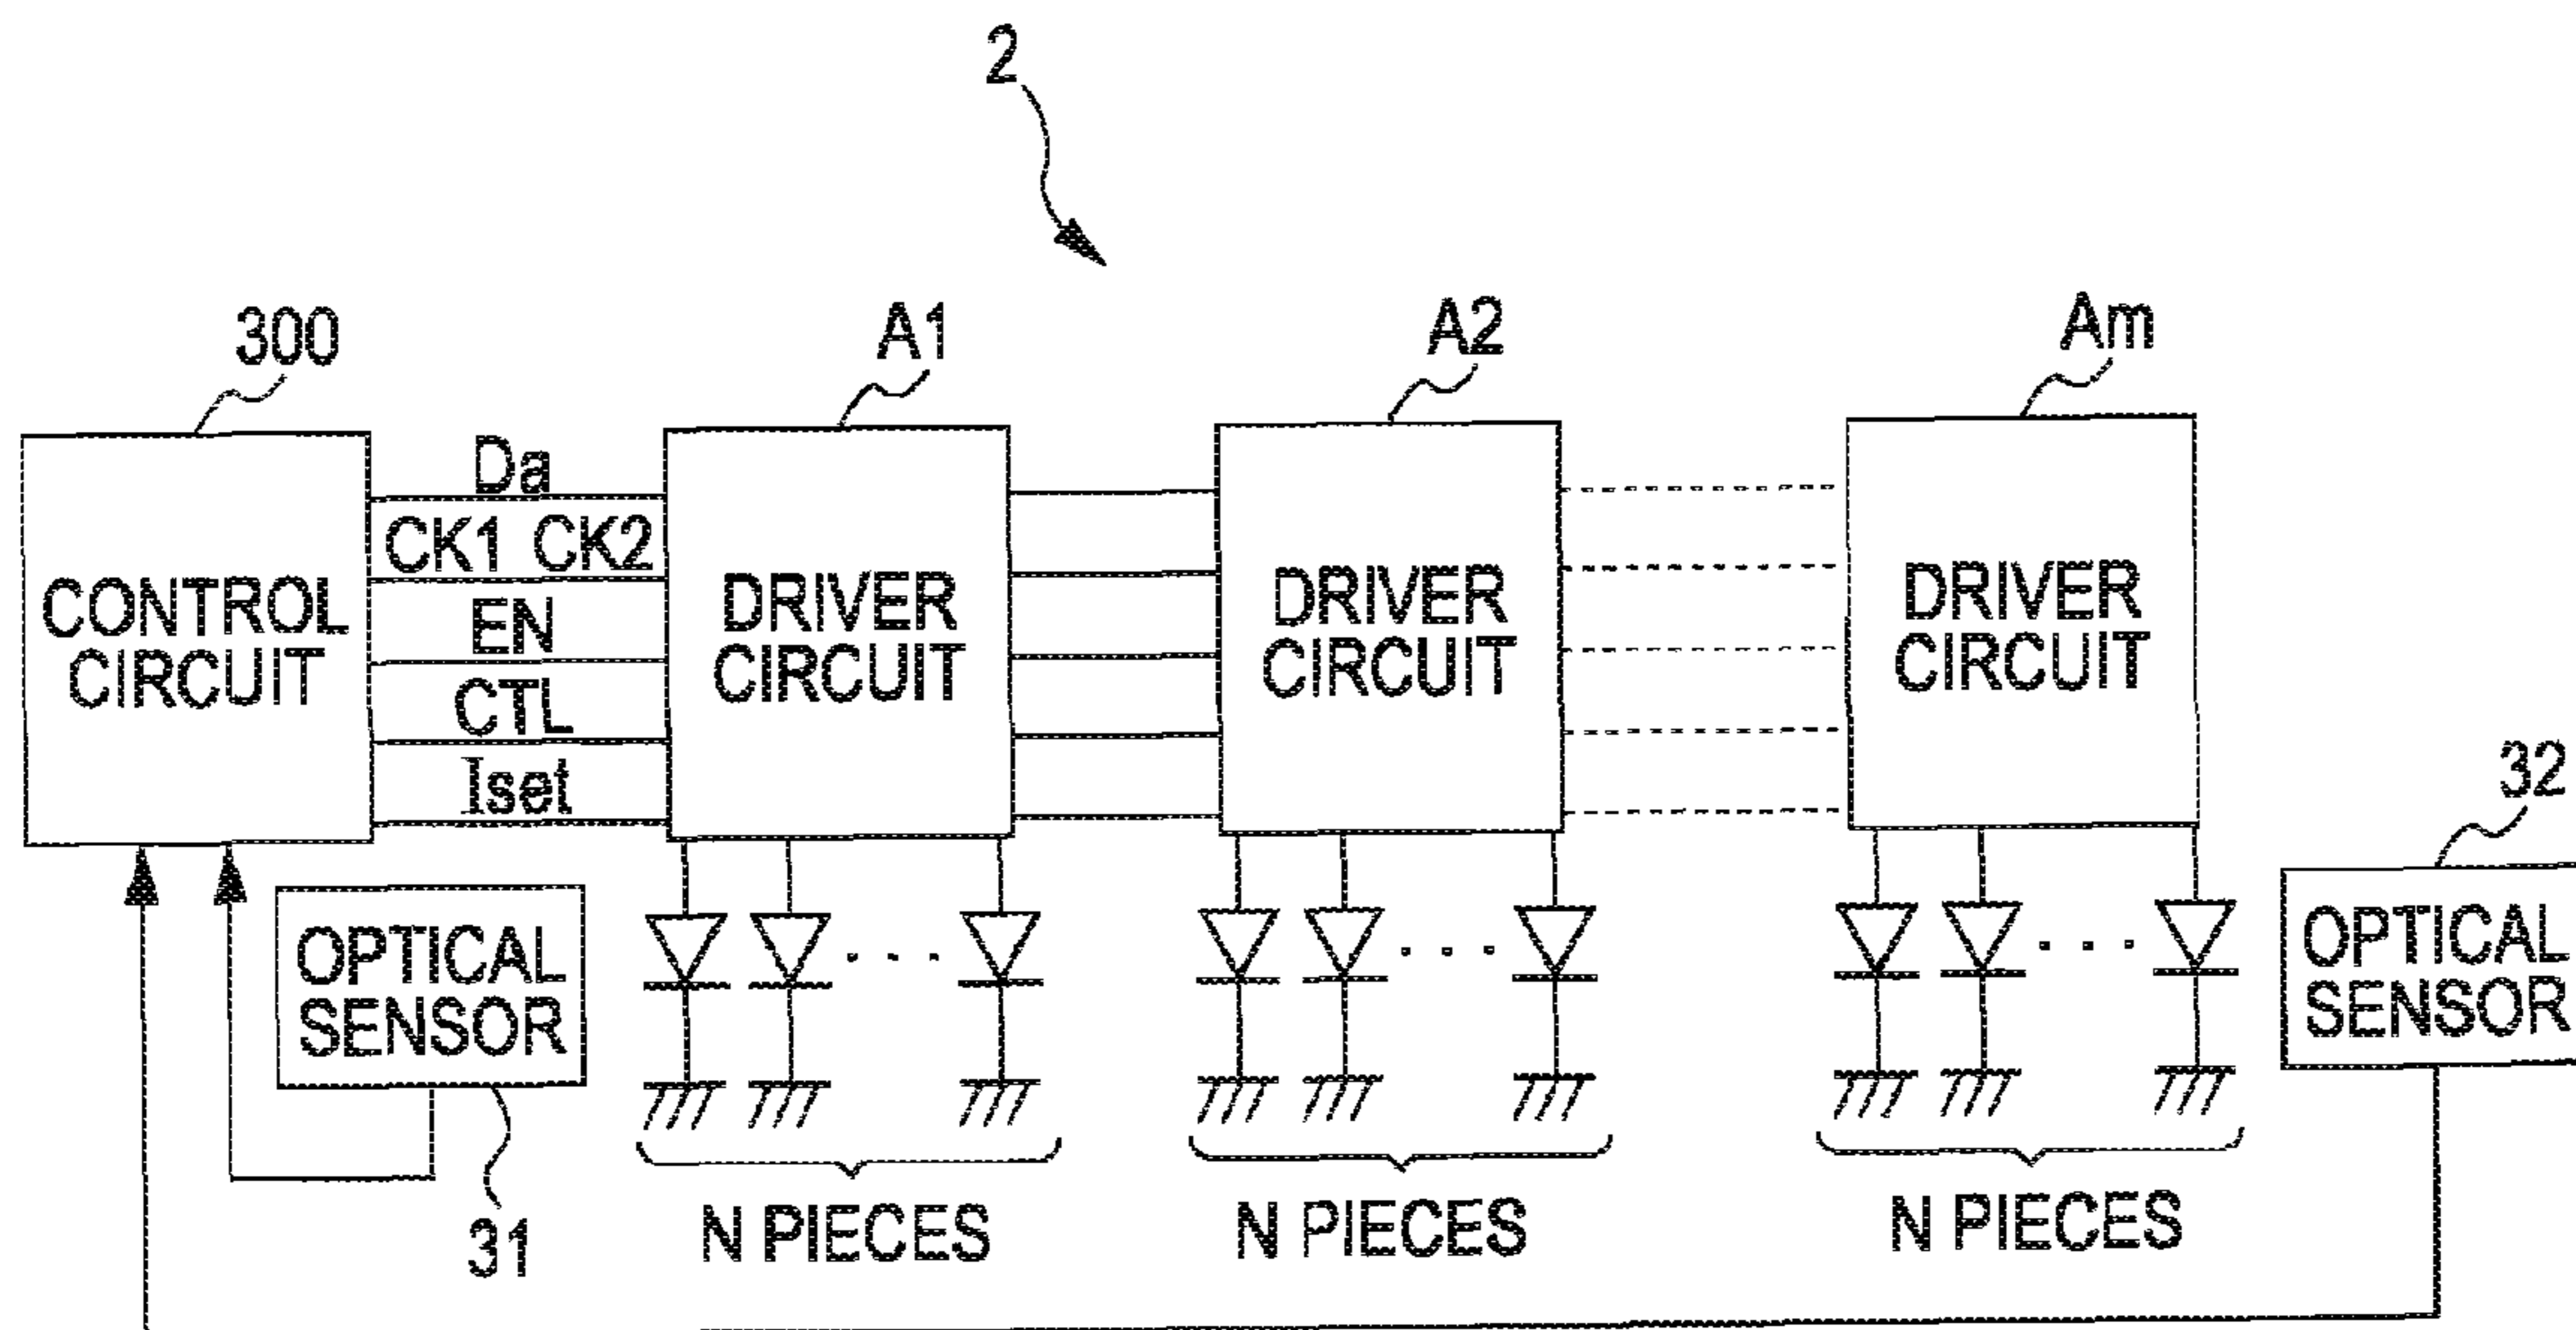 2
300
A1
A2
Am
Da
CK1 CK2
EN
CTL
Iset
CONTROL
CIRCUIT
DRIVER
CIRCUIT
DRIVER
CIRCUIT
DRIVER
CIRCUIT
32
OPTICAL
SENSOR
31
OPTICAL
SENSOR
N PIECES
N PIECES
N PIECES